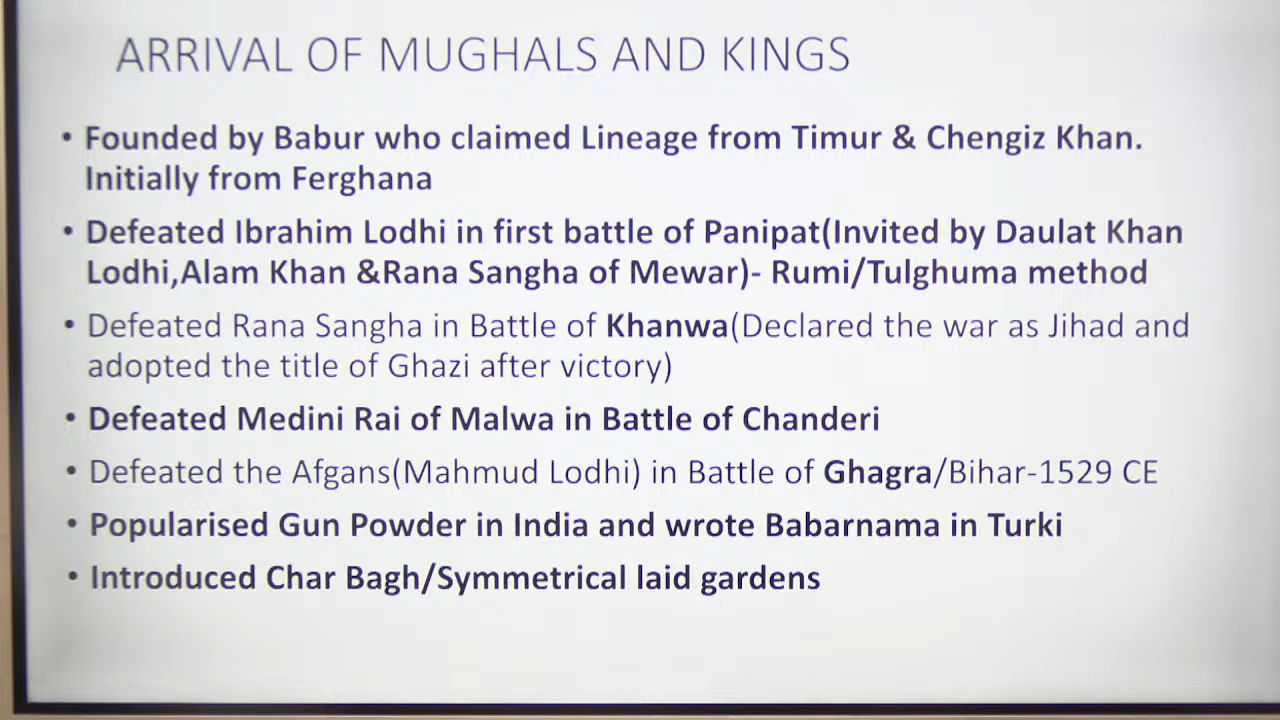 ARRIVAL OF MUGHALS AND KINGS
• Founded by Babur who claimed Lineage from Timur & Chengiz Khan.
Initially from Ferghana
• Defeated Ibrahim Lodhi in first battle of Panipat(Invited by Daulat Khan
Lodhi,Alam Khan &Rana Sangha of Mewar)- Rumi/Tulghuma method
• Defeated Rana Sangha in Battle of Khanwa(Declared the war as Jihad and
adopted the title of Ghazi after victory)
• Defeated Medini Rai of Malwa in Battle of Chanderi
• Defeated the Afgans(Mahmud Lodhi) in Battle of Ghagra/Bihar-1529 CE
• Popularised Gun Powder in India and wrote Babarnama in Turki
• Introduced Char Bagh/Symmetrical laid gardens